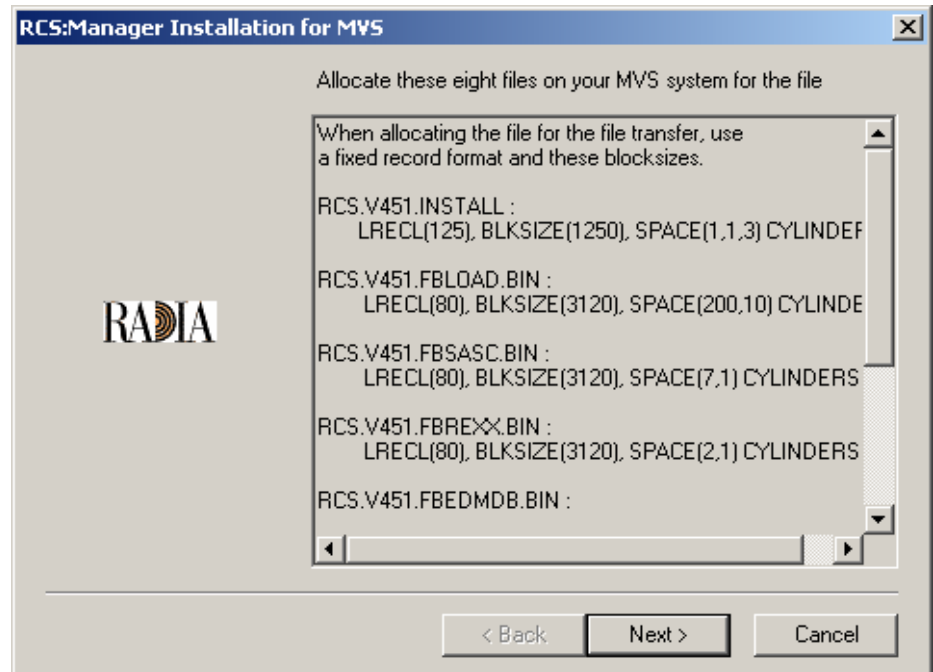 RCS:Manager Installation for MVS
Allocate these eight files on your MVS system for the file
When allocating the file for the file transfer, use
a fixed record format and these blocksizes.
RCS.V451.INSTALL :
LRECL(125), BLKSIZE(1250), SPACE(1,1,3) CYLINDER
RCS.V451.FBLOAD.BIN :
LRECL(80), BLKSIZE(3120), SPACE(200,10) CYLINDE
RCS.V451.FBSASC.BIN :
LRECL(80), BLKSIZE(3120), SPACE(7,1) CYLINDERS
RADIA
RCS.V451.FBREXX.BIN :
LRECL(80), BLKSIZE(3120), SPACE(2,1) CYLINDERS
RCS.V451.FBEDMDB.BIN :
< Back
Next >
Cancel